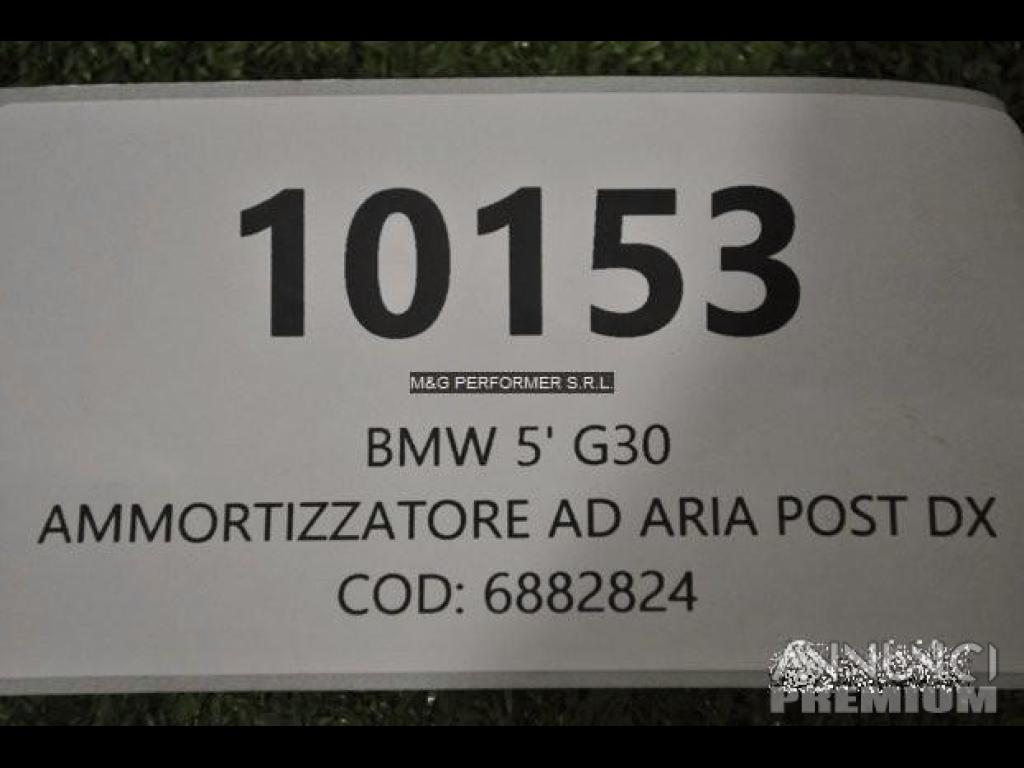 10153
M&G PERFORMER S.R.L.
BMW 5' G30
AMMORTIZZATORE AD ARIA POST DX
COD: 6882824
PREMIUM